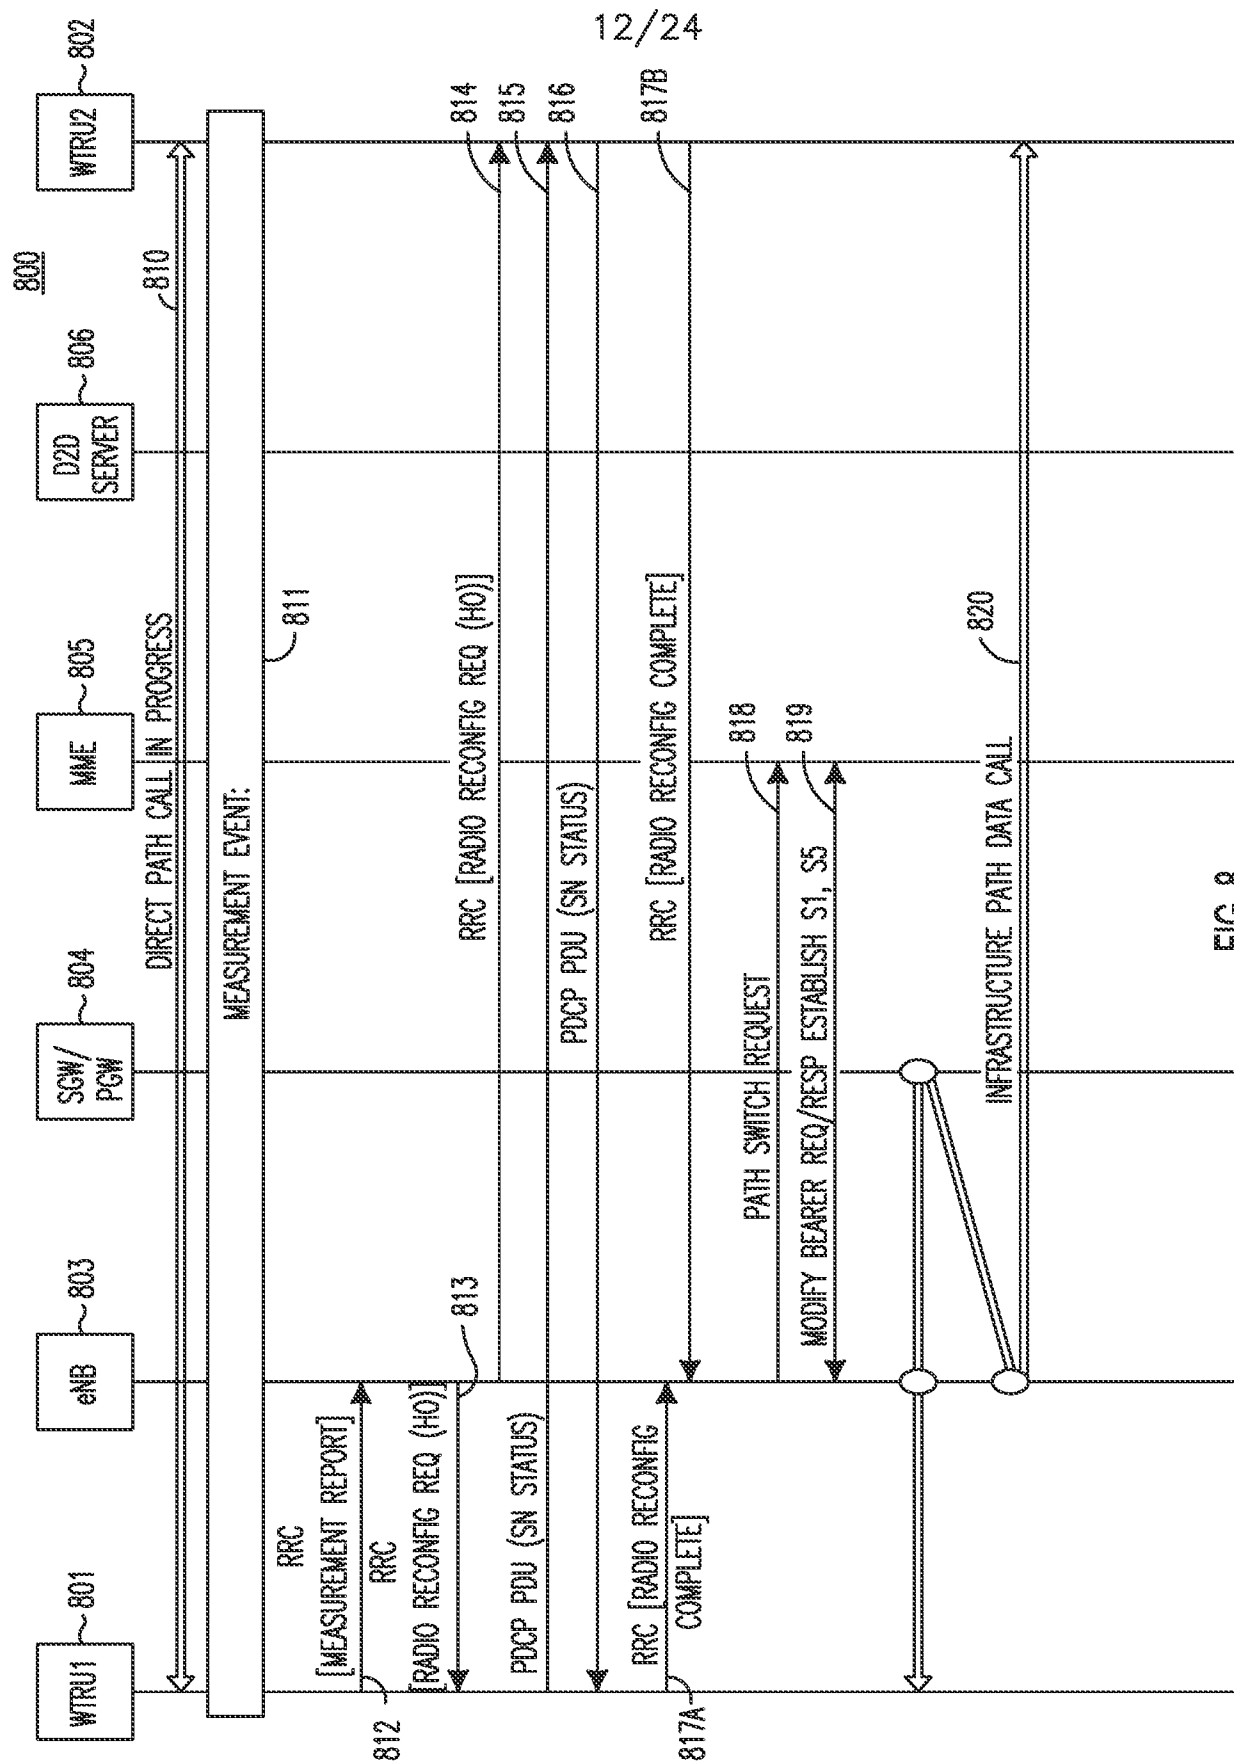 12/24
800
WTRU1
801
eNB
803
SGW/
PGW
804
MME
805
D2D
SERVER
806
WTRU2
802
DIRECT PATH CALL IN PROGRESS
810
MEASUREMENT EVENT:
811
RRC
[MEASUREMENT REPORT]
812
RRC
[RADIO RECONFIG REQ (HO)]
813
RRC [RADIO RECONFIG REQ (HO)]
814
PDCP PDU (SN STATUS)
815
PDCP PDU (SN STATUS)
816
RRC [RADIO RECONFIG
COMPLETE]
817A
RRC [RADIO RECONFIG COMPLETE]
817B
PATH SWITCH REQUEST
818
MODIFY BEARER REQ/RESP ESTABLISH S1, S5
819
INFRASTRUCTURE PATH DATA CALL
820
FIG. 8